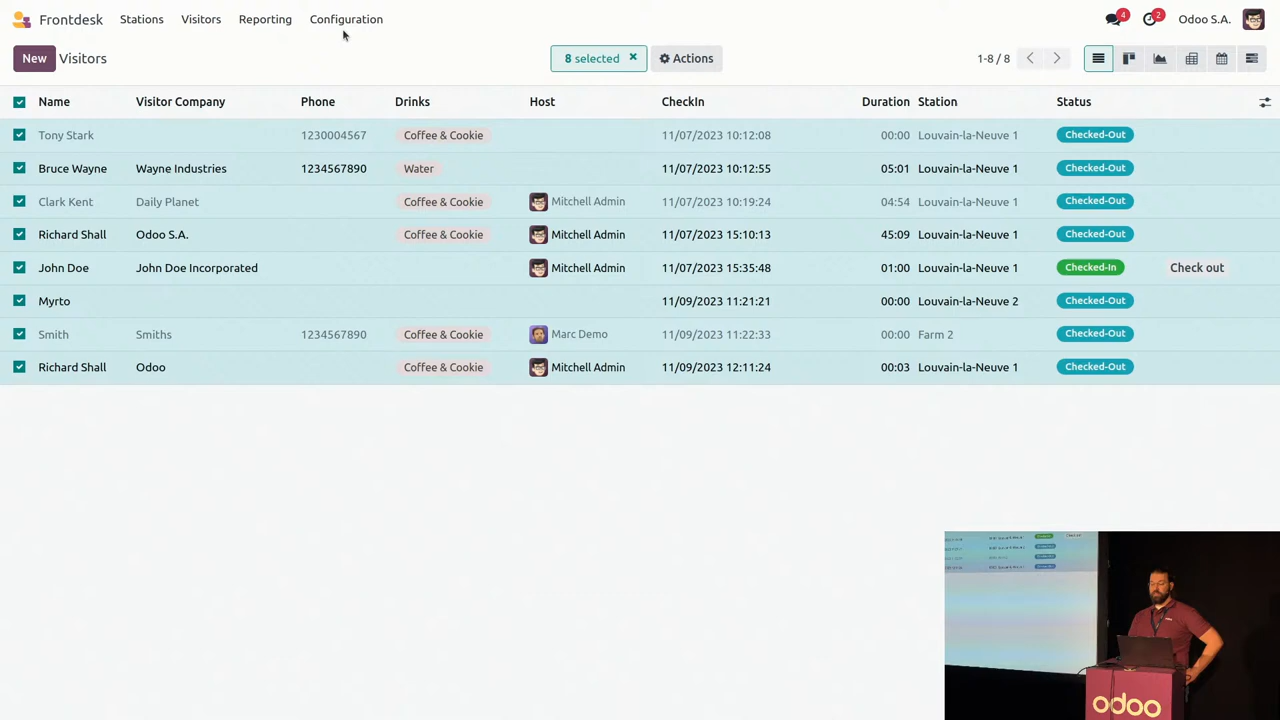 Frontdesk Stations Visitors Reporting Configuration 4 2 Odoo S.A.
New Visitors 8 selected × Actions 1-8 / 8
Name Visitor Company Phone Drinks Host CheckIn Duration Station Status
Tony Stark 1230004567 Coffee & Cookie 11/07/2023 10:12:08 00:00 Louvain-la-Neuve 1 Checked-Out
Bruce Wayne Wayne Industries 1234567890 Water 11/07/2023 10:12:55 05:01 Louvain-la-Neuve 1 Checked-Out
Clark Kent Daily Planet Coffee & Cookie Mitchell Admin 11/07/2023 10:19:24 04:54 Louvain-la-Neuve 1 Checked-Out
Richard Shall Odoo S.A. Coffee & Cookie Mitchell Admin 11/07/2023 15:10:13 45:09 Louvain-la-Neuve 1 Checked-Out
John Doe John Doe Incorporated Mitchell Admin 11/07/2023 15:35:48 01:00 Louvain-la-Neuve 1 Checked-In Check out
Myrto 11/09/2023 11:21:21 00:00 Louvain-la-Neuve 2 Checked-Out
Smith Smiths 1234567890 Coffee & Cookie Marc Demo 11/09/2023 11:22:33 00:00 Farm 2 Checked-Out
Richard Shall Odoo Coffee & Cookie Mitchell Admin 11/09/2023 12:11:24 00:03 Louvain-la-Neuve 1 Checked-Out
odoo